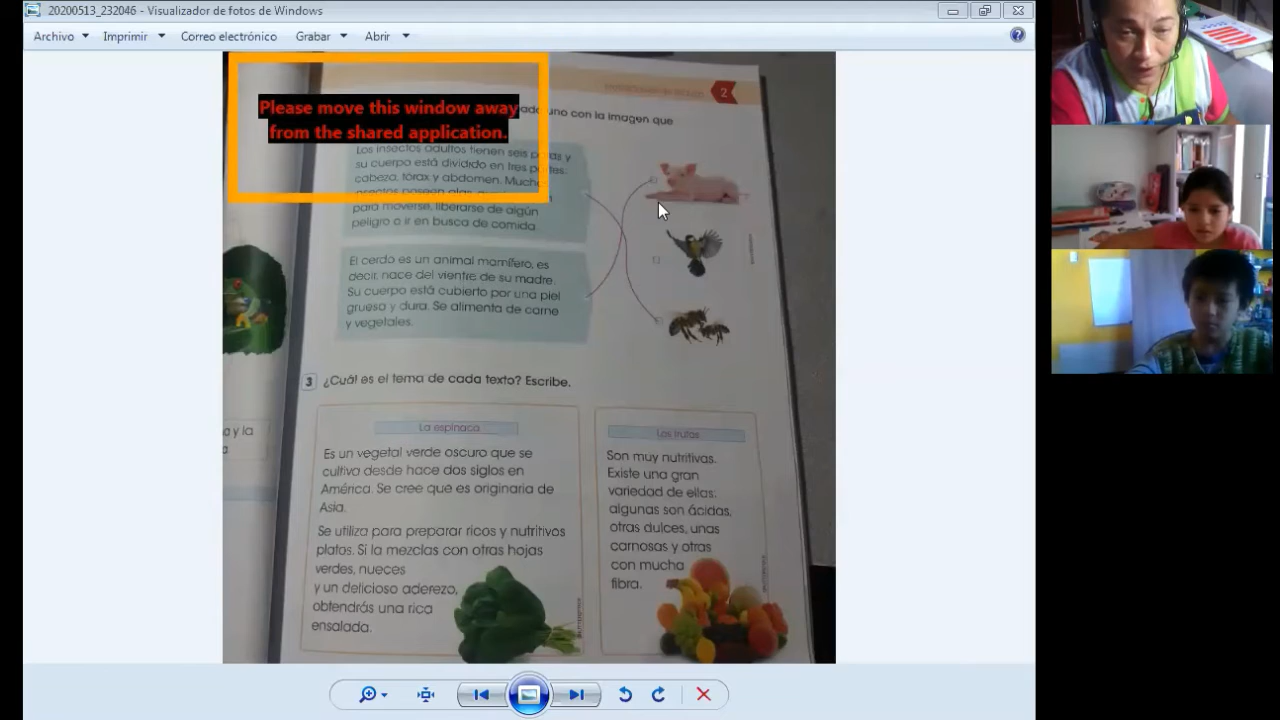 20200513_232046 - Visualizador de fotos de Windows
Archivo Imprimir Correo electrónico Grabar Abrir
Please move this window away
from the shared application.
2
uno con la imagen que
Los insectos adultos tienen seis patas y
su cuerpo está dividido en tres partes:
cabeza, tórax y abdomen.
para moverse, liberarse de algún
peligro o ir en busca de comida.
El cerdo es un animal mamífero, es
decir, nace del vientre de su madre.
Su cuerpo está cubierto por una piel
gruesa y dura. Se alimenta de carne
y vegetales.
3 ¿Cuál es el tema de cada texto? Escribe.
a y la
a
La espinaca
Es un vegetal verde oscuro que se
cultiva desde hace dos siglos en
América. Se cree que es originaria de
Asia.
Se utiliza para preparar ricos y nutritivos
platos. Si la mezclas con otras hojas
verdes, nueces
y un delicioso aderezo,
obtendrás una rica
ensalada.
Las frutas
Son muy nutritivas.
Existe una gran
variedad de ellas:
algunas son ácidas,
otras dulces, unas
carnosas y otras
con mucha
fibra.